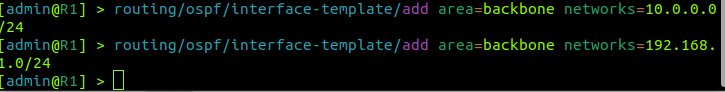 [admin@R1] > routing/ospf/interface-template/add area=backbone networks=10.0.0.0
/24
[admin@R1] > routing/ospf/interface-template/add area=backbone networks=192.168.
1.0/24
[admin@R1] >